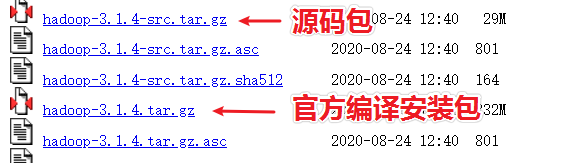 hadoop-3.1.4-src.tar.gz 源码包 2020-08-24 12:40 29M
hadoop-3.1.4-src.tar.gz.asc 2020-08-24 12:40 801
hadoop-3.1.4-src.tar.gz.sha512 2020-08-24 12:40 164
hadoop-3.1.4.tar.gz 官方编译安装包 32M
hadoop-3.1.4.tar.gz.asc 2020-08-24 12:40 801